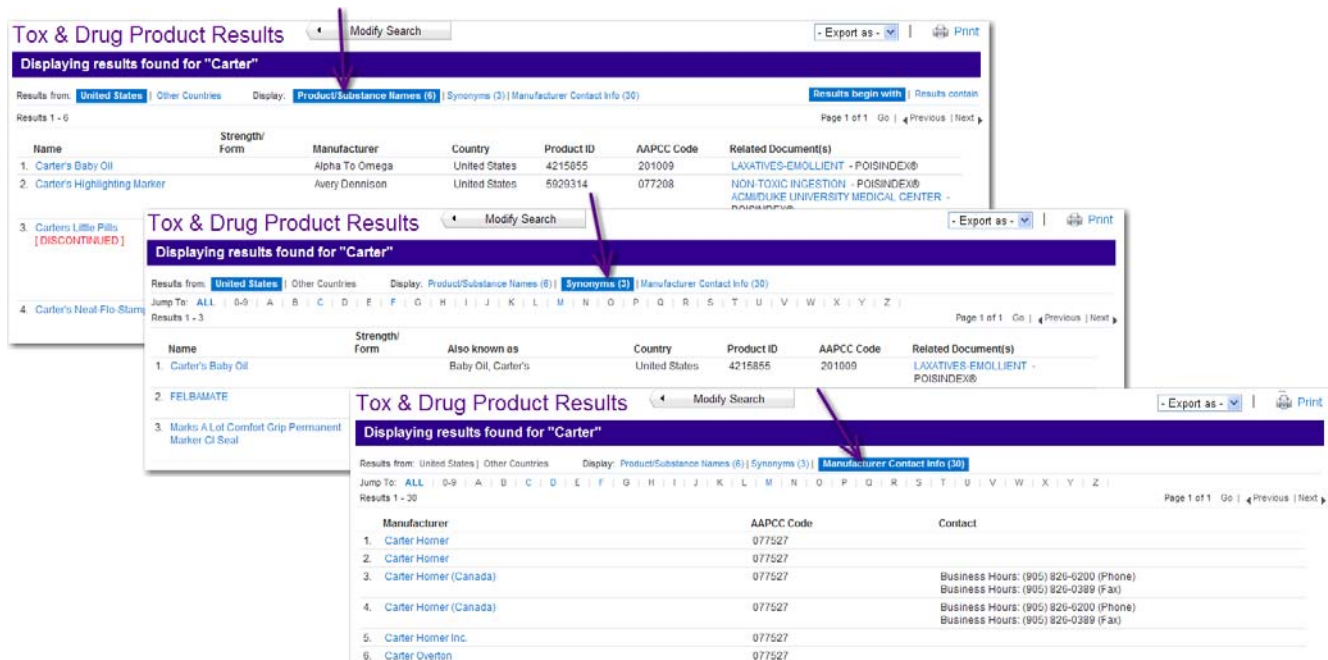 Tox & Drug Product Results Modify Search - Export as - | Print
Displaying results found for "Carter"
Results from: United States | Other Countries Display: Product/Substance Names (6) | Synonyms (3) | Manufacturer Contact Info (30) Results begin with | Results contain
Results 1 - 6 Page 1 of 1 Go | Previous | Next
Name Strength/ Form Manufacturer Country Product ID AAPCC Code Related Document(s)
1. Carter's Baby Oil Alpha To Omega United States 4215855 201009 LAXATIVES-EMOLLIENT - POISINDEX®
2. Carter's Highlighting Marker Avery Dennison United States 5929314 077208 NON-TOXIC INGESTION - POISINDEX®
ACMI/DUKE UNIVERSITY MEDICAL CENTER -
POISINDEX®
3. Carters Little Pills
[ DISCONTINUED ]
4. Carter's Neat-Flo-Stamp
Tox & Drug Product Results Modify Search - Export as - | Print
Displaying results found for "Carter"
Results from: United States | Other Countries Display: Product/Substance Names (6) | Synonyms (3) | Manufacturer Contact Info (30)
Jump To: ALL | 0-9 | A | B | C | D | E | F | G | H | I | J | K | L | M | N | O | P | Q | R | S | T | U | V | W | X | Y | Z |
Results 1 - 3 Page 1 of 1 Go | Previous | Next
Name Strength/ Form Also known as Country Product ID AAPCC Code Related Document(s)
1. Carter's Baby Oil Baby Oil, Carter's United States 4215855 201009 LAXATIVES-EMOLLIENT -
POISINDEX®
2. FELBAMATE
3. Marks A Lot Comfort Grip Permanent
Marker Cl Seal
Tox & Drug Product Results Modify Search - Export as - | Print
Displaying results found for "Carter"
Results from: United States | Other Countries Display: Product/Substance Names (6) | Synonyms (3) | Manufacturer Contact Info (30)
Jump To: ALL | 0-9 | A | B | C | D | E | F | G | H | I | J | K | L | M | N | O | P | Q | R | S | T | U | V | W | X | Y | Z |
Results 1 - 30 Page 1 of 1 Go | Previous | Next
Manufacturer AAPCC Code Contact
1. Carter Horner 077527
2. Carter Horner 077527
3. Carter Horner (Canada) 077527 Business Hours: (905) 826-6200 (Phone)
Business Hours: (905) 826-0389 (Fax)
4. Carter Horner (Canada) 077527 Business Hours: (905) 826-6200 (Phone)
Business Hours: (905) 826-0389 (Fax)
5. Carter Horner Inc. 077527
6. Carter Overton 077527